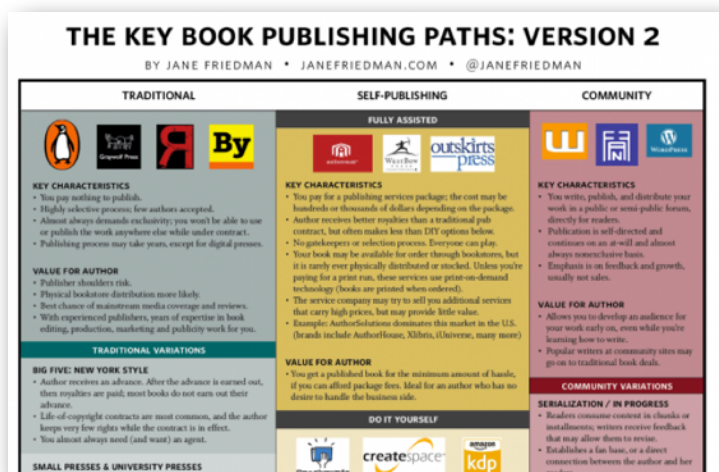 THE KEY BOOK PUBLISHING PATHS: VERSION 2
BY JANE FRIEDMAN • JANEFRIEDMAN.COM • @JANEFRIEDMAN
TRADITIONAL
Graywolf Press
By
KEY CHARACTERISTICS
• You pay nothing to publish.
• Highly selective process; few authors accepted.
• Almost always demands exclusivity; you won't be able to use
or publish the work anywhere else while under contract.
• Publishing process may take years, except for digital presses.
VALUE FOR AUTHOR
• Publisher shoulders risk.
• Physical bookstore distribution more likely.
• Best chance of mainstream media coverage and reviews.
• With experienced publishers, years of expertise in book
editing, production, marketing and publicity work for you.
TRADITIONAL VARIATIONS
BIG FIVE: NEW YORK STYLE
• Author receives an advance. After the advance is earned out,
then royalties are paid; most books do not earn out their
advance.
• Life-of-copyright contracts are most common, and the author
keeps very few rights while the contract is in effect.
• You almost always need (and want) an agent.
SMALL PRESSES & UNIVERSITY PRESSES
SELF-PUBLISHING
FULLY ASSISTED
WESTBOW
outskirts
press
KEY CHARACTERISTICS
• You pay for a publishing services package; the cost may be
hundreds or thousands of dollars depending on the package.
• Author receives better royalties than a traditional pub
contract, but often makes less than DIY options below.
• No gatekeepers or selection process. Everyone can play.
• Your book may be available for order through bookstores, but
it is rarely ever physically distributed or stocked. Unless you're
paying for a print run, these services use print-on-demand
technology (books are printed when ordered).
• The service company may try to sell you additional services
that carry high prices, but may provide little value.
• Example: AuthorSolutions dominates this market in the U.S.
(brands include AuthorHouse, Xlibris, iUniverse, many more)
VALUE FOR AUTHOR
• You get a published book for the minimum amount of hassle,
if you can afford package fees. Ideal for an author who has no
desire to handle the business side.
DO IT YOURSELF
createspace
amazon
kdp
COMMUNITY
WORDPRESS
KEY CHARACTERISTICS
• You write, publish, and distribute your
work in a public or semi-public forum,
directly for readers.
• Publication is self-directed and
continues on an at-will and almost
always nonexclusive basis.
• Emphasis is on feedback and growth,
usually not sales.
VALUE FOR AUTHOR
• Allows you to develop an audience for
your work early on, even while you're
learning how to write.
• Popular writers at community sites may
go on to traditional book deals.
COMMUNITY VARIATIONS
SERIALIZATION / IN PROGRESS
• Readers consume content in chunks or
installments; writers receive feedback
that may allow them to revise.
• Establishes a fan base, or a direct
connection between the author and her